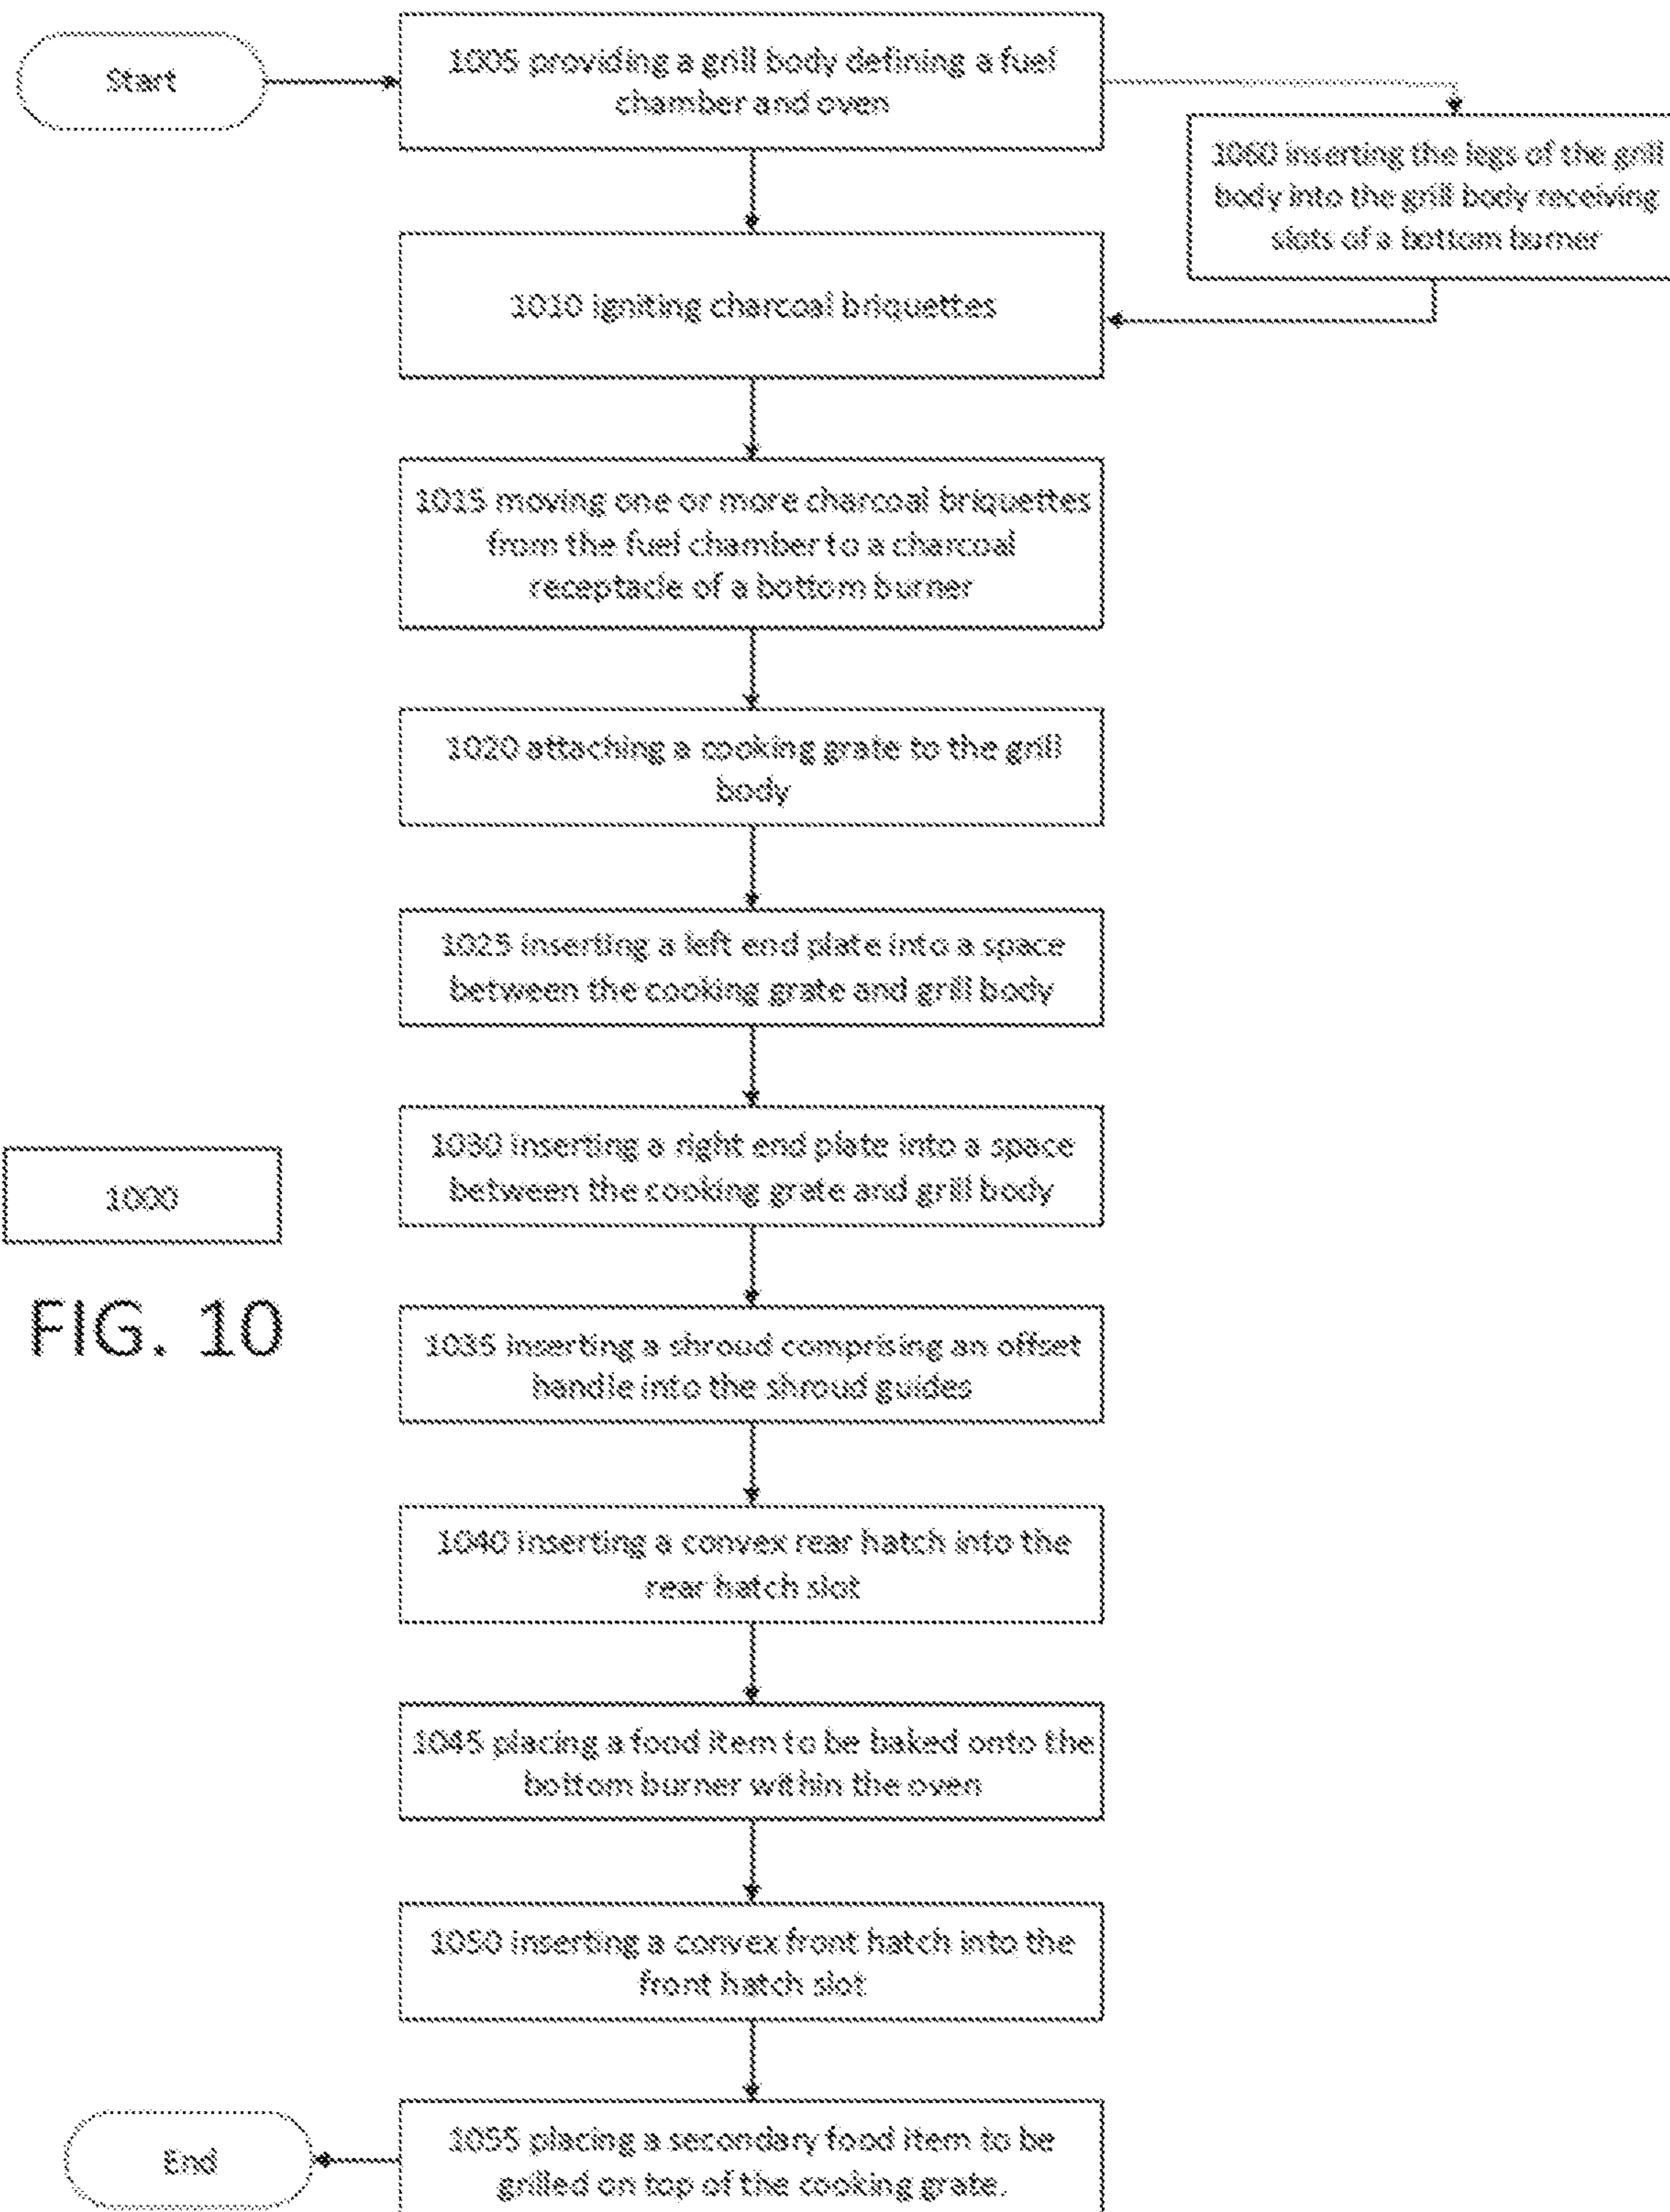 Start
1005 providing a grill body defining a fuel
chamber and oven
1060 inserting the legs of the grill
body into the grill body receiving
slots of a bottom burner
1010 igniting charcoal briquettes
1015 moving one or more charcoal briquettes
from the fuel chamber to a charcoal
receptacle of a bottom burner
1020 attaching a cooking grate to the grill
body
1025 inserting a left end plate into a space
between the cooking grate and grill body
1030 inserting a right end plate into a space
between the cooking grate and grill body
1000
FIG. 10
1035 inserting a shroud comprising an offset
handle into the shroud guides
1040 inserting a convex rear hatch into the
rear hatch slot
1045 placing a food item to be baked onto the
bottom burner within the oven
1050 inserting a convex front hatch into the
front hatch slot
1055 placing a secondary food item to be
grilled on top of the cooking grate.
End